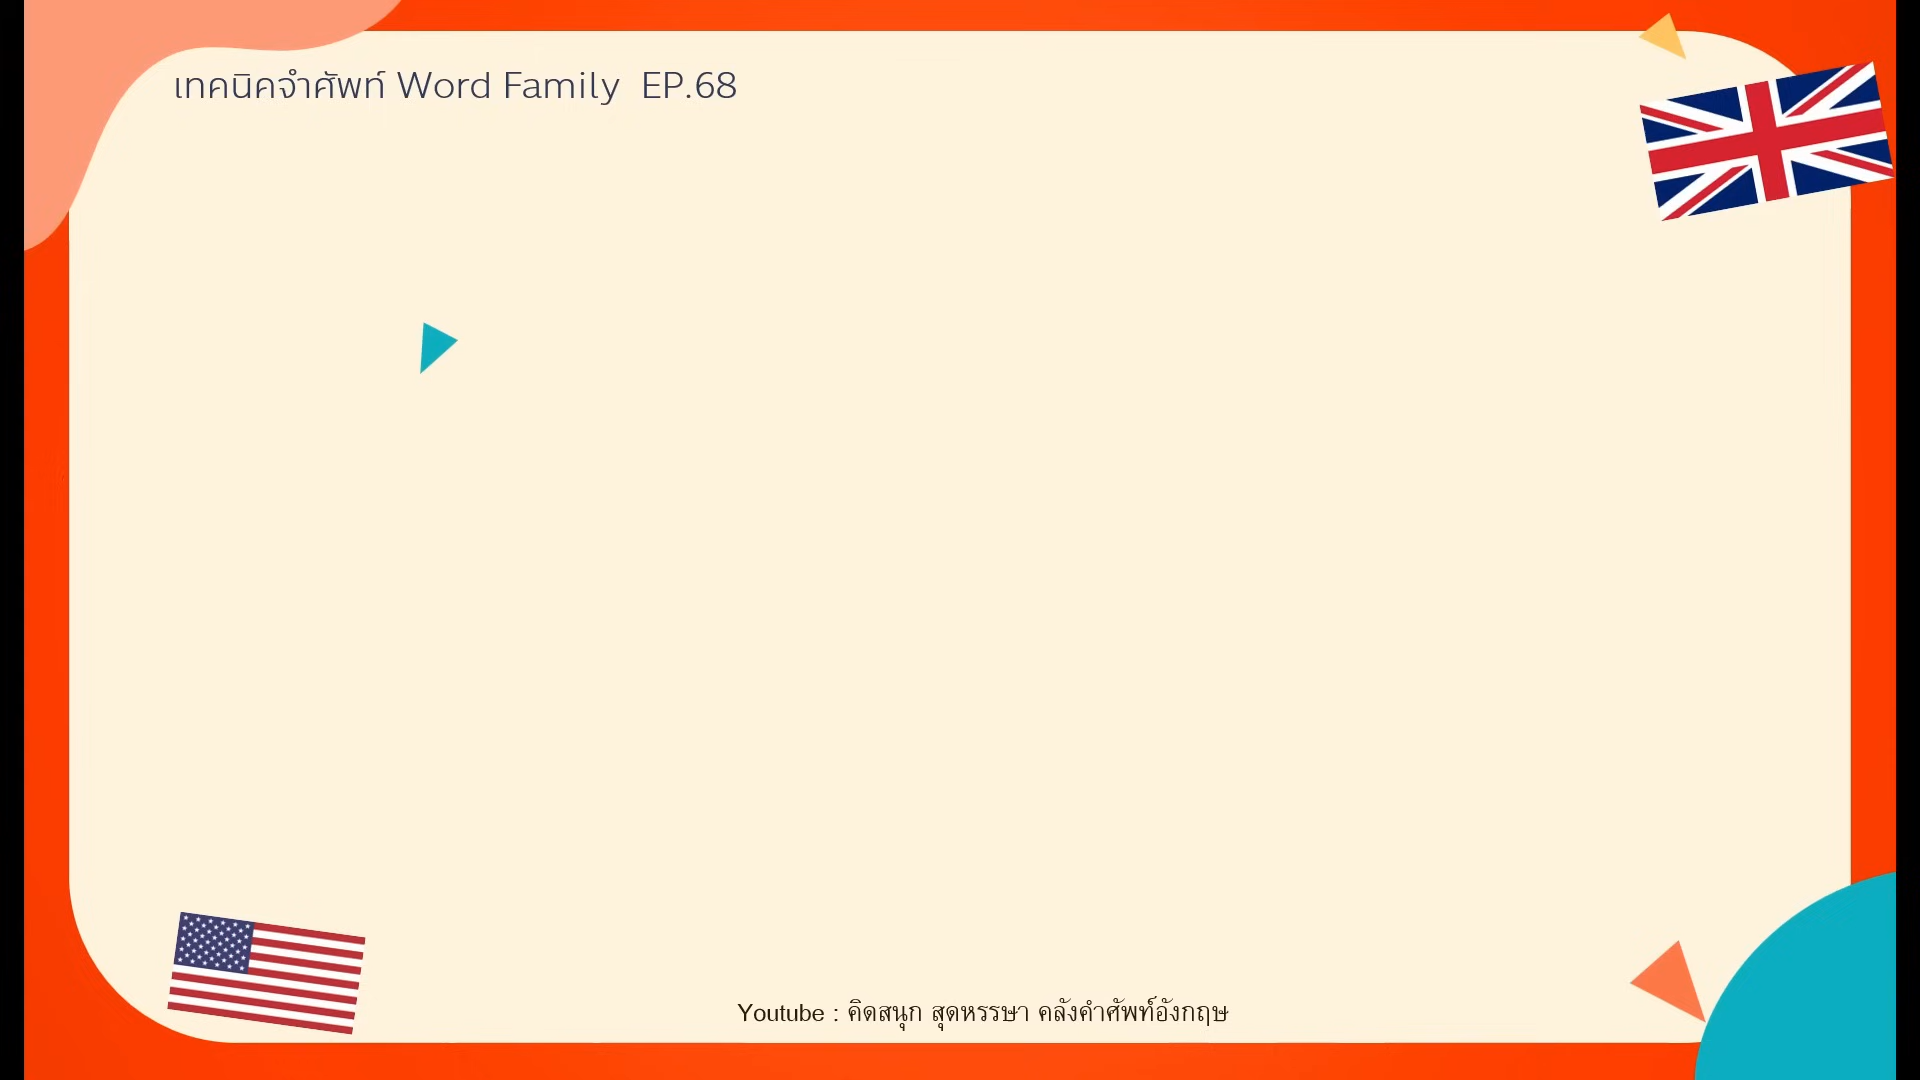 เทคนิคจำศัพท์ Word Family EP.68
Youtube : คิดสนุก สุดหรรษา คลังคำศัพท์อังกฤษ